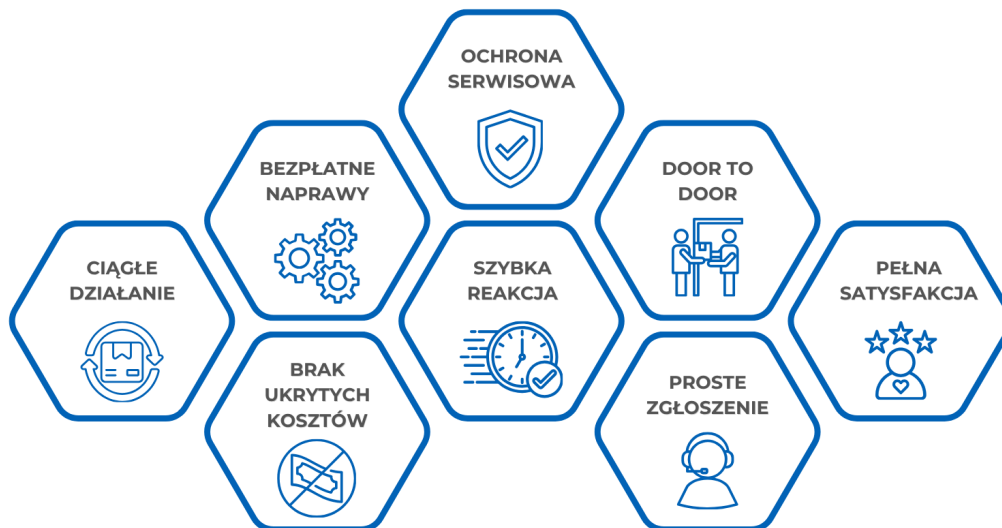 OCHRONA
SERWISOWA
BEZPŁATNE
NAPRAWY
DOOR TO
DOOR
CIĄGŁE
DZIAŁANIE
SZYBKA
REAKCJA
PEŁNA
SATYSFAKCJA
BRAK
UKRYTYCH
KOSZTÓW
PROSTE
ZGŁOSZENIE